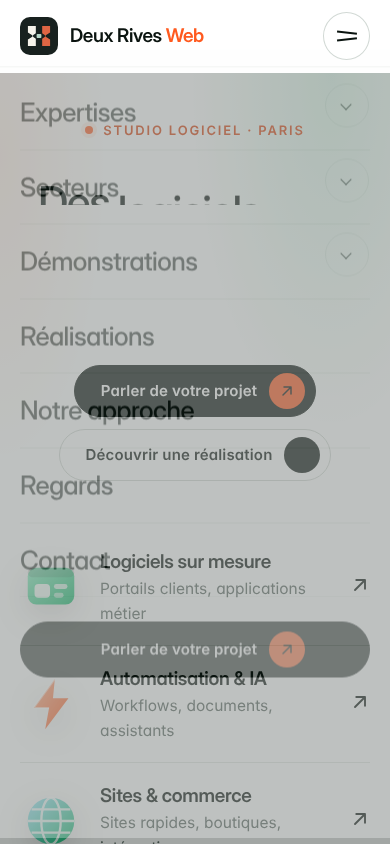 Deux Rives Web
Expertises
STUDIO LOGICIEL · PARIS
Secteurs
Des logiciels
Démonstrations
Réalisations
Parler de votre projet
Notre approche
Découvrir une réalisation
Regards
Contact
Logiciels sur mesure
Portails clients, applications
métier
Parler de votre projet
Automatisation & IA
Workflows, documents,
assistants
Sites & commerce
Sites rapides, boutiques,